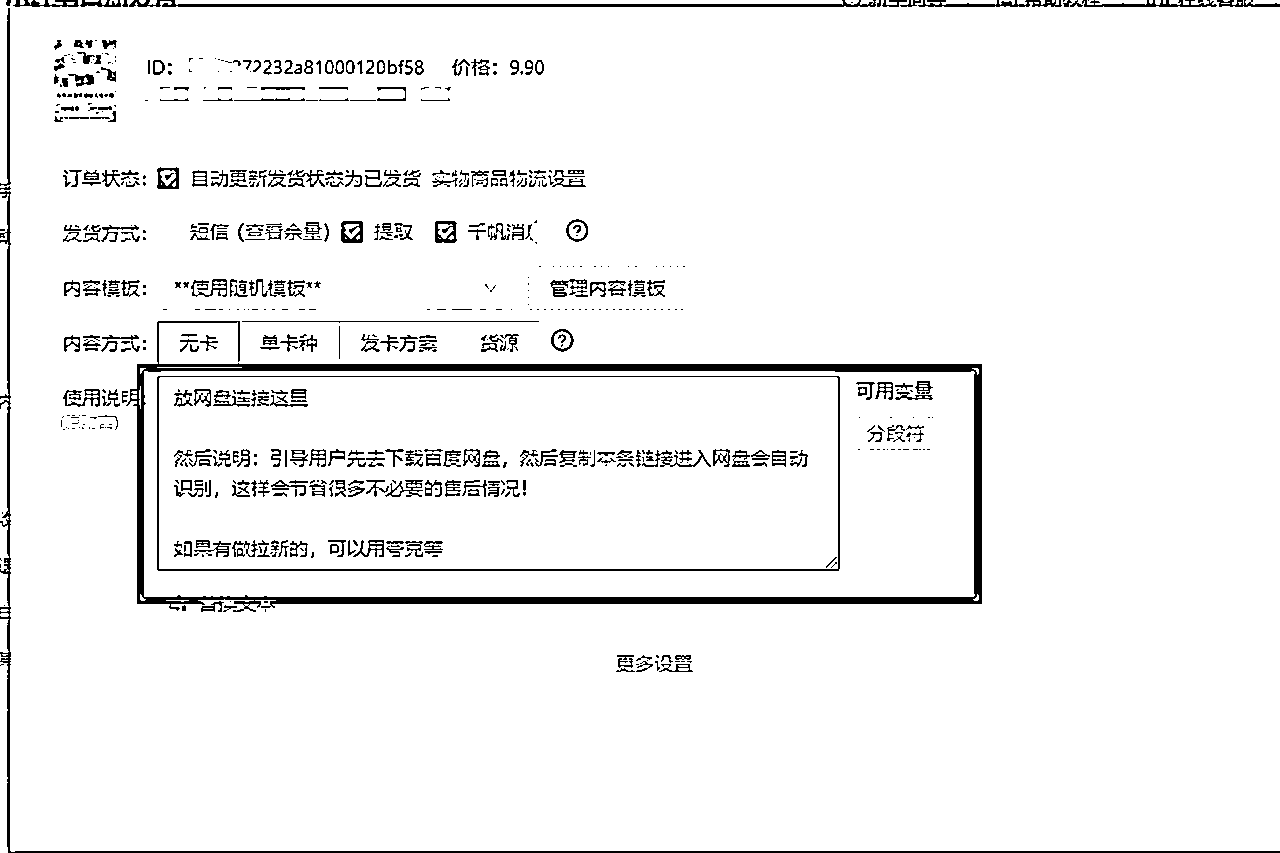 ID： 272232a81000120bf58 价格：9.90
订单状态： 自动更新发货状态为已发货 实物商品物流设置
发货方式： 短信 (查看余量) 提取 千帆消
内容模板： **使用随机模板** 管理内容模板
内容方式： 无卡 单卡种 发卡方案 货源
使用说明：
放网盘连接这里
可用变量
分段符
然后说明：引导用户先去下载百度网盘，然后复制本条链接进入网盘会自动
识别，这样会节省很多不必要的售后情况！
如果有做拉新的，可以用夸克等
更多设置